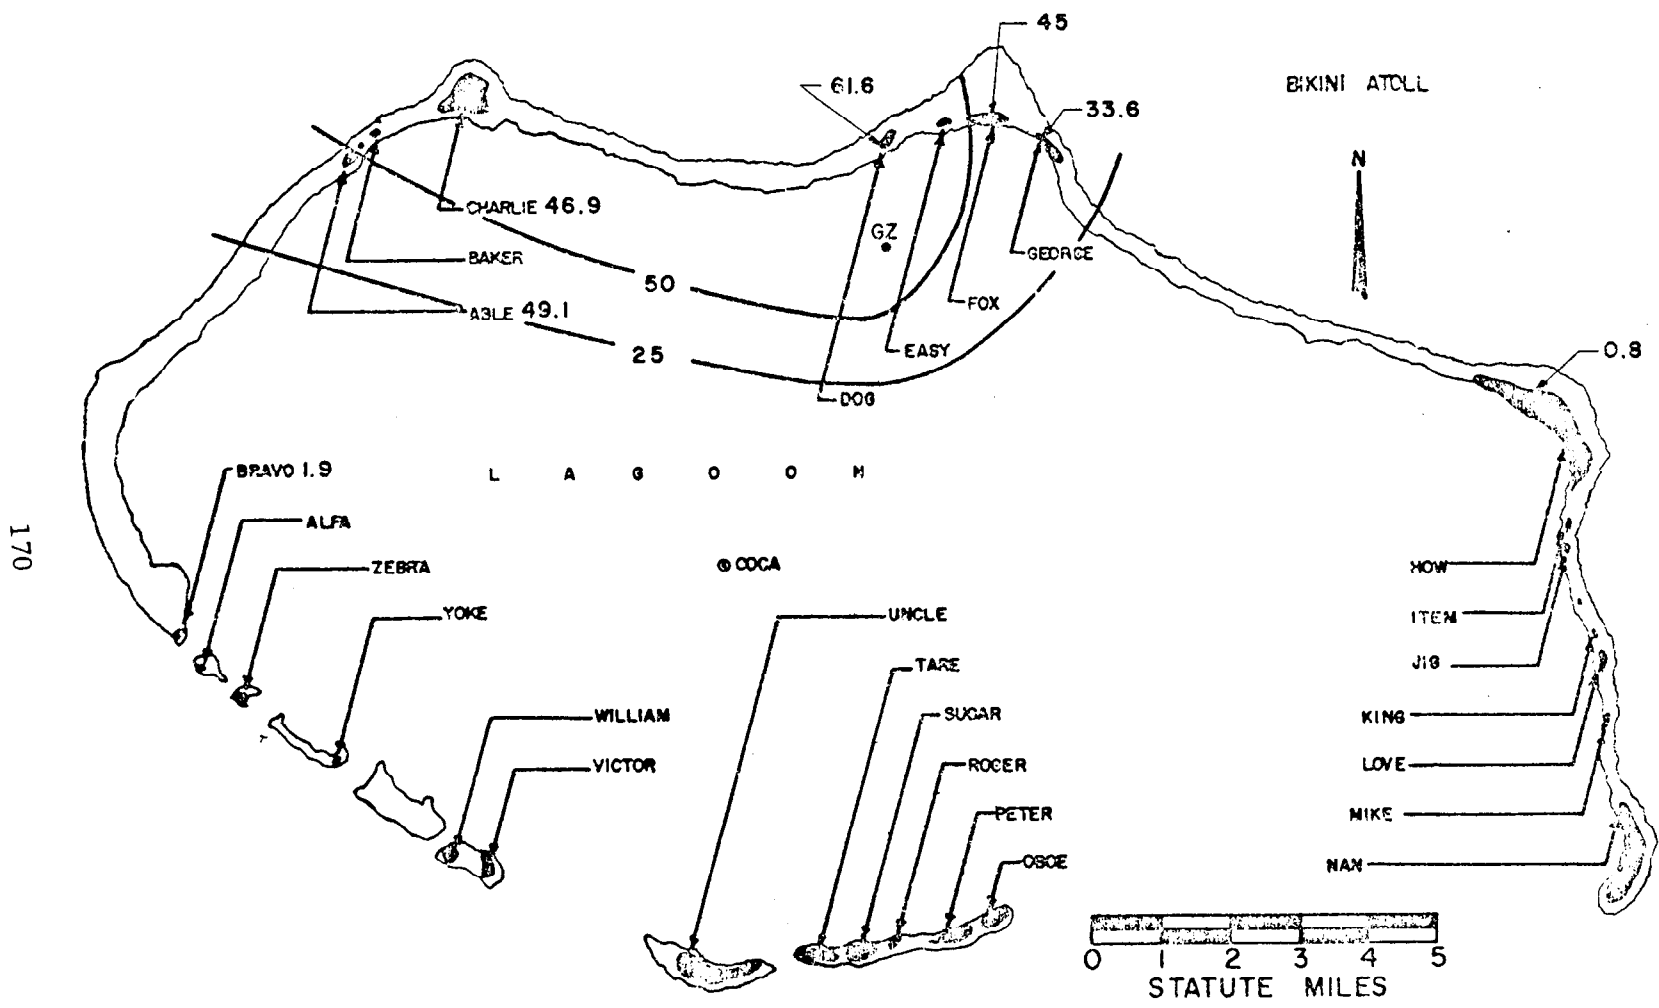 45
61.6
BIKINI ATOLL
33.6
N
CHARLIE 46.9
GZ
BAKER
GEORGE
50
FOX
ABLE 49.1
25
EASY
0.8
DOG
BRAVO 1.9
L A G O O N
ALFA
170
COCA
ZEBRA
HOW
YOKE
UNCLE
ITEM
TARE
JIG
WILLIAM
SUGAR
KING
VICTOR
ROGER
LOVE
PETER
MIKE
OBOE
NAN
0 1 2 3 4 5
STATUTE MILES